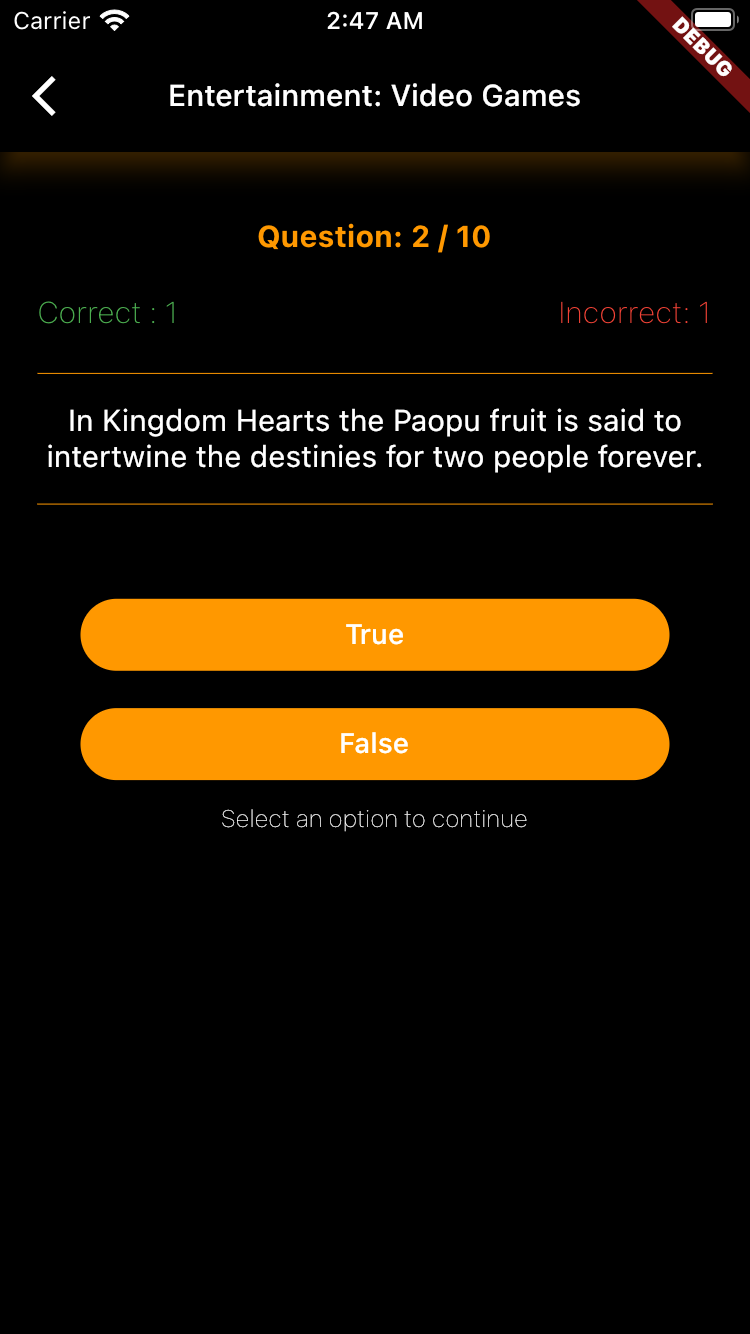 Carrier 2:47 AM
DEBUG
Entertainment: Video Games
Question: 2 / 10
Correct : 1 Incorrect: 1
In Kingdom Hearts the Paopu fruit is said to
intertwine the destinies for two people forever.
True
False
Select an option to continue